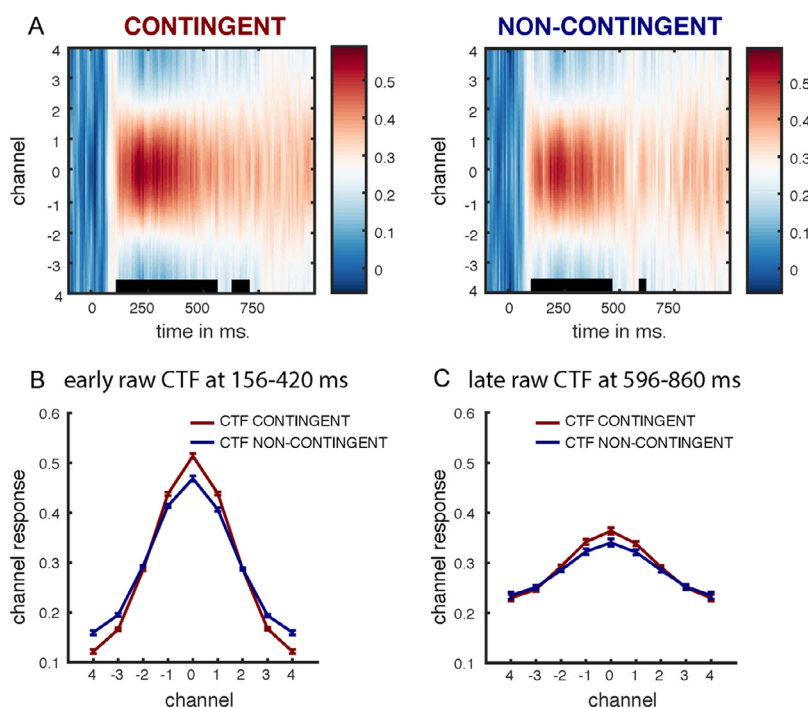 A
CONTINGENT
NON-CONTINGENT
channel
4
3
2
1
0
-1
-2
-3
4
0.5
0.4
0.3
0.2
0.1
0
0 250 500 750
time in ms.
4
3
2
1
0
-1
-2
-3
4
0.5
0.4
0.3
0.2
0.1
0
0 250 500 750
time in ms.
B early raw CTF at 156-420 ms
CTF CONTINGENT
CTF NON-CONTINGENT
channel response
0.6
0.5
0.4
0.3
0.2
0.1
4 -3 -2 -1 0 1 2 3 4
channel
C late raw CTF at 596-860 ms
CTF CONTINGENT
CTF NON-CONTINGENT
channel response
0.6
0.5
0.4
0.3
0.2
0.1
4 -3 -2 -1 0 1 2 3 4
channel